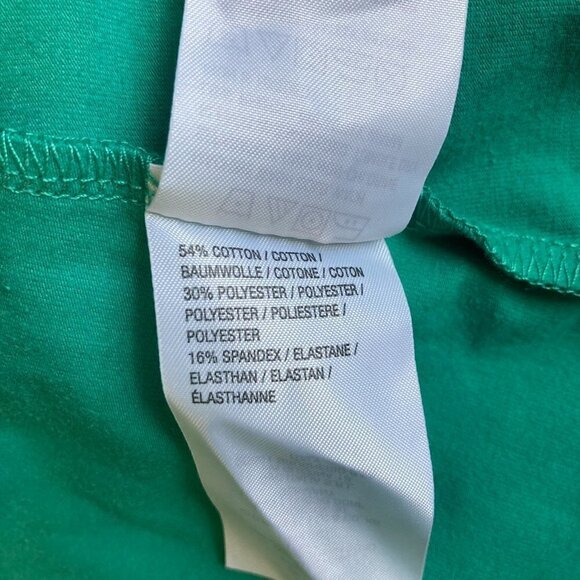 54% COTTON / COTTON /
BAUMWOLLE / COTONE / COTON
30% POLYESTER / POLYESTER /
POLYESTER / POLIESTERE /
POLYESTER
16% SPANDEX / ELASTANE /
ELASTHAN / ELASTAN /
ÉLASTHANNE